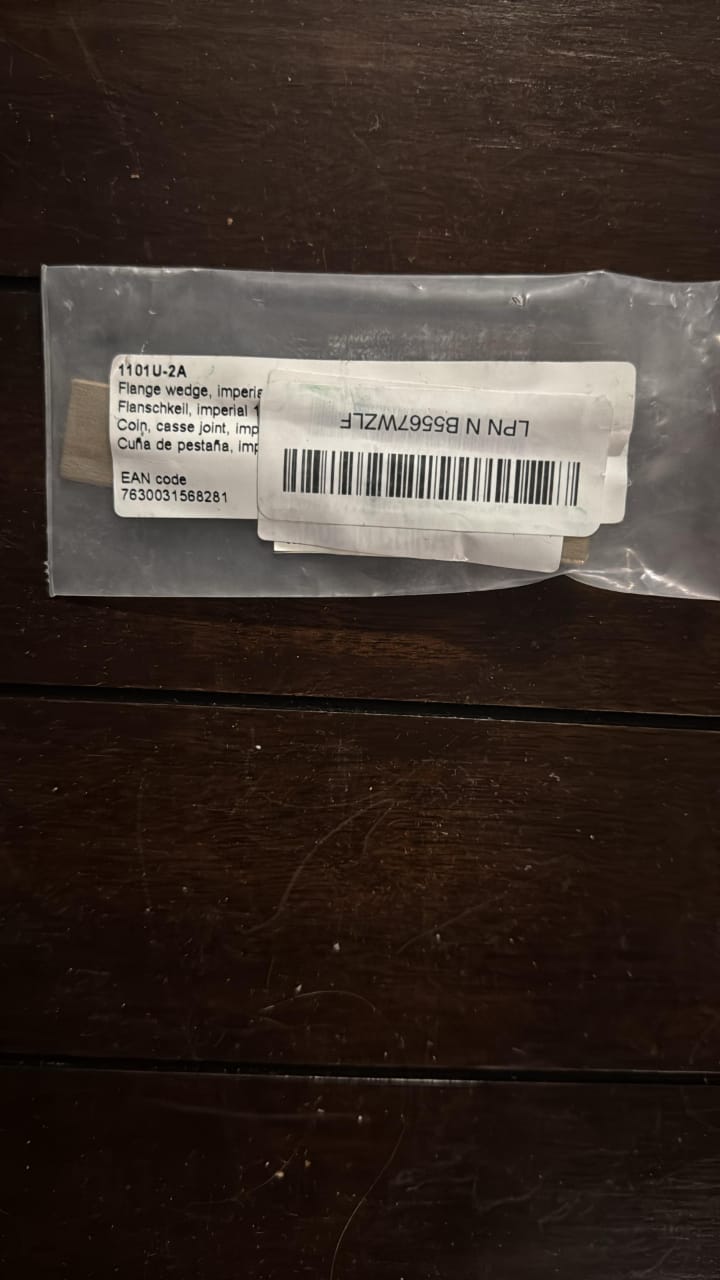 1101U-2A
Flange wedge, imperia
Flanschkeil, imperial 1
Coin, casse joint, imp
Cuña de pestaña, imp
EAN code
7630031568281
LPN N B5567WZLF